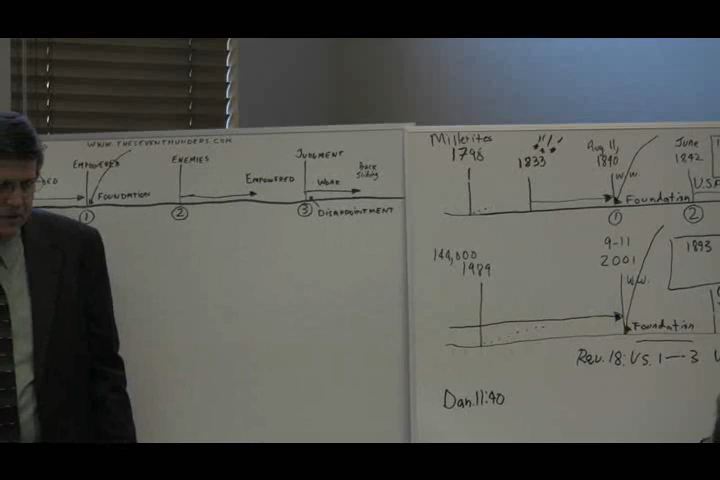 WWW.THESEVENTHUNDERS.COM
EMPOWERED
FOUNDATION
1
ENEMIES
EMPOWERED
2
JUDGMENT
WORK
BACK
SLIDING
3
DISAPPOINTMENT
Millerites
1798
1833
Aug 11,
1840
W.W.
Foundation
1
June
1842
U.S.
2
144,000
1989
9-11
2001
W.W.
Foundation
1893
Rev. 18: VS. 1—3
Dan. 11:40